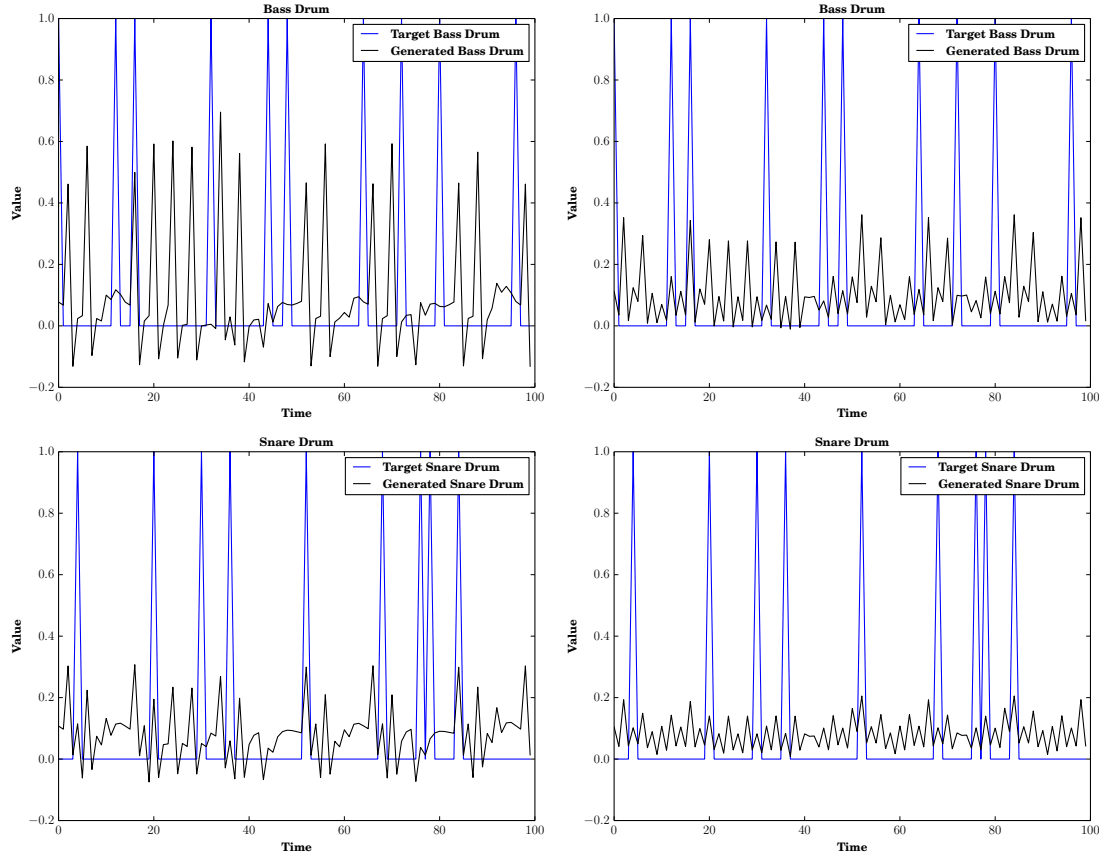 Bass Drum
1.0
Target Bass Drum
Generated Bass Drum
0.8
0.6
Value
0.4
0.2
0.0
−0.2
0 20 40 60 80 100
Time
Bass Drum
1.0
Target Bass Drum
Generated Bass Drum
0.8
0.6
Value
0.4
0.2
0.0
−0.2
0 20 40 60 80 100
Time
Snare Drum
1.0
Target Snare Drum
Generated Snare Drum
0.8
0.6
Value
0.4
0.2
0.0
−0.2
0 20 40 60 80 100
Time
Snare Drum
1.0
Target Snare Drum
Generated Snare Drum
0.8
0.6
Value
0.4
0.2
0.0
−0.2
0 20 40 60 80 100
Time